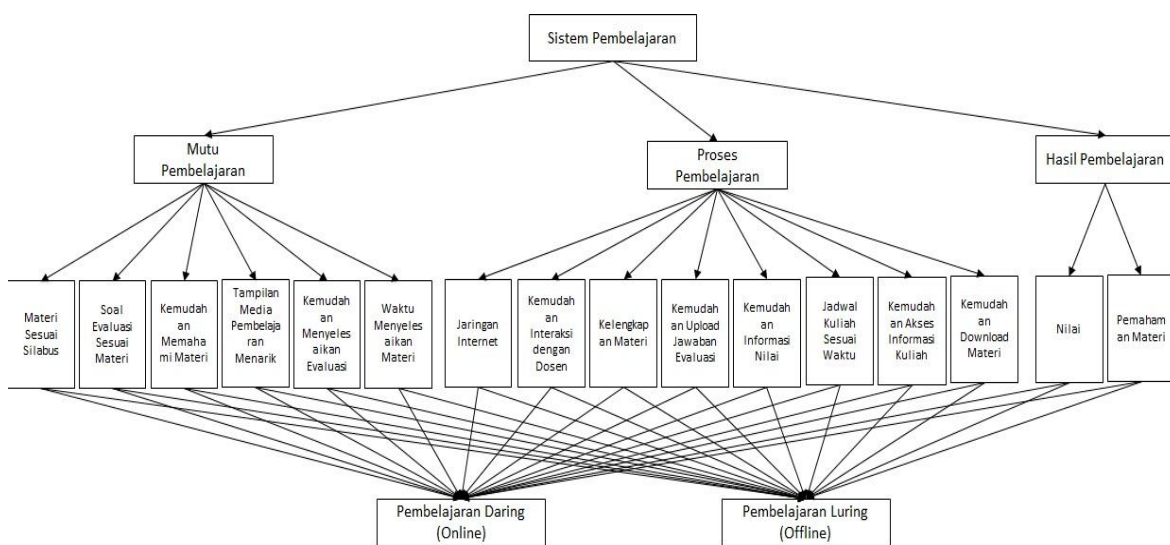 Sistem Pembelajaran
Mutu
Pembelajaran
Proses
Pembelajaran
Hasil Pembelajaran
Materi
Sesuai
Silabus
Soal
Evaluasi
Sesuai
Materi
Kemudah
an
Memaha
mi Materi
Tampilan
Media
Pembelaja
ran
Menarik
Kemudah
an
Menyeles
aikan
Evaluasi
Waktu
Menyeles
aikan
Materi
Jaringan
Internet
Kemudah
an
Interaksi
dengan
Dosen
Kelengkap
an Materi
Kemudah
an Upload
Jawaban
Evaluasi
Kemudah
an
Informasi
Nilai
Jadwal
Kuliah
Sesuai
Waktu
Kemudah
an Akses
Informasi
Kuliah
Kemudah
an
Download
Materi
Nilai
Pemaham
an Materi
Pembelajaran Daring
(Online)
Pembelajaran Luring
(Offline)